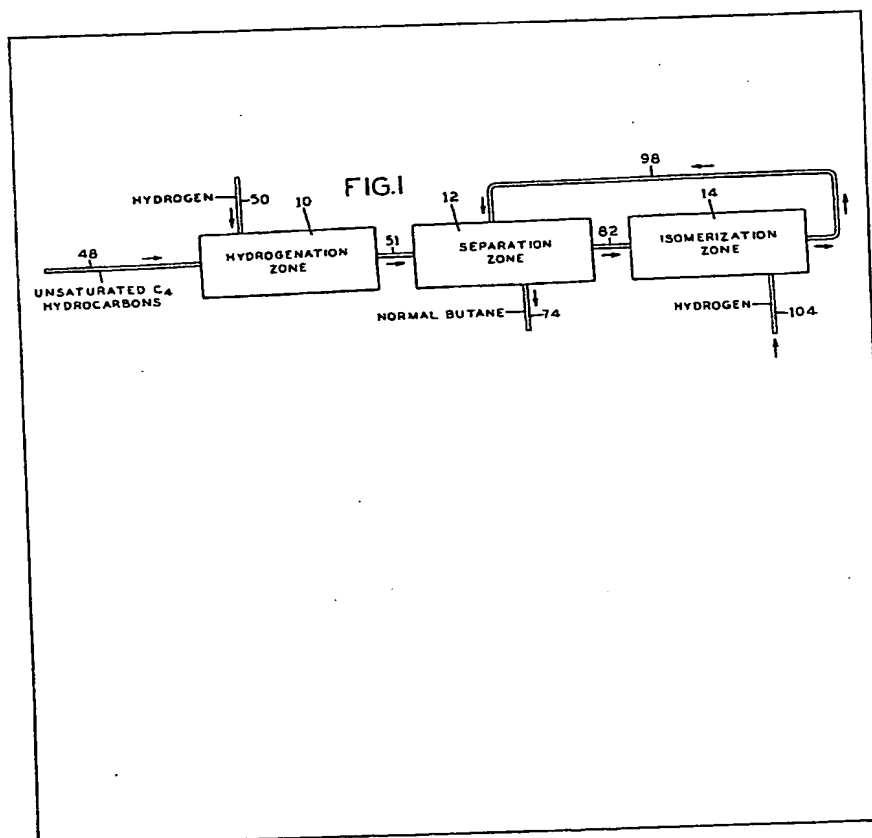 FIG.1
HYDROGEN
50
10
HYDROGENATION
ZONE
48
UNSATURATED C4
HYDROCARBONS
51
12
SEPARATION
ZONE
NORMAL BUTANE
74
82
98
14
ISOMERIZATION
ZONE
HYDROGEN
104